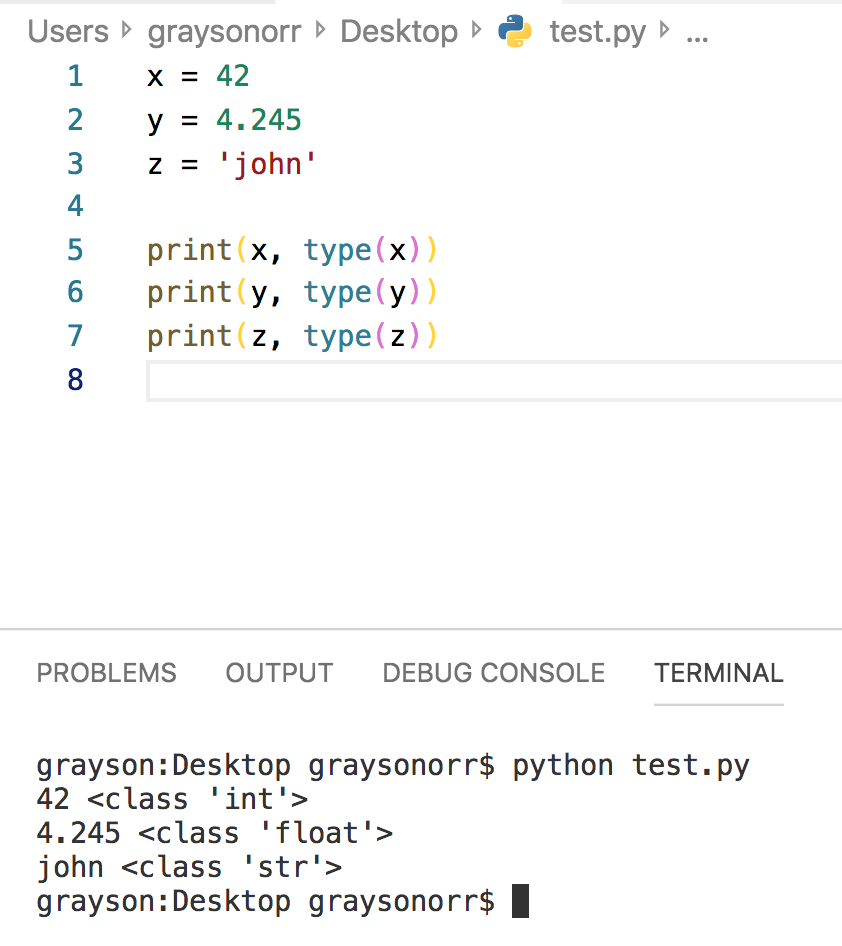 Users graysonorr Desktop test.py ...
1 x = 42
2 y = 4.245
3 z = 'john'
4
5 print(x, type(x))
6 print(y, type(y))
7 print(z, type(z))
8
PROBLEMS OUTPUT DEBUG CONSOLE TERMINAL
grayson:Desktop graysonorr$ python test.py
42 <class 'int'>
4.245 <class 'float'>
john <class 'str'>
grayson:Desktop graysonorr$